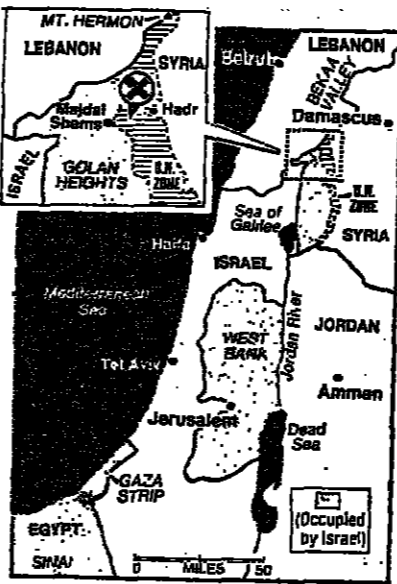 MT. HERMON
LEBANON
SYRIA
Majdal
Shams
Hadr
ISRAEL
GOLAN
HEIGHTS
U.N.
ZONE
Beirut
LEBANON
BEKAA
VALLEY
Damascus
U.N.
ZONE
Sea of
Galilee
SYRIA
Haifa
ISRAEL
Mediterranean
Sea
WEST
BANK
Jordan River
JORDAN
Tel Aviv
Amman
Jerusalem
Dead
Sea
GAZA
STRIP
EGYPT
SINAI
0 MILES 50
(Occupied
by Israel)